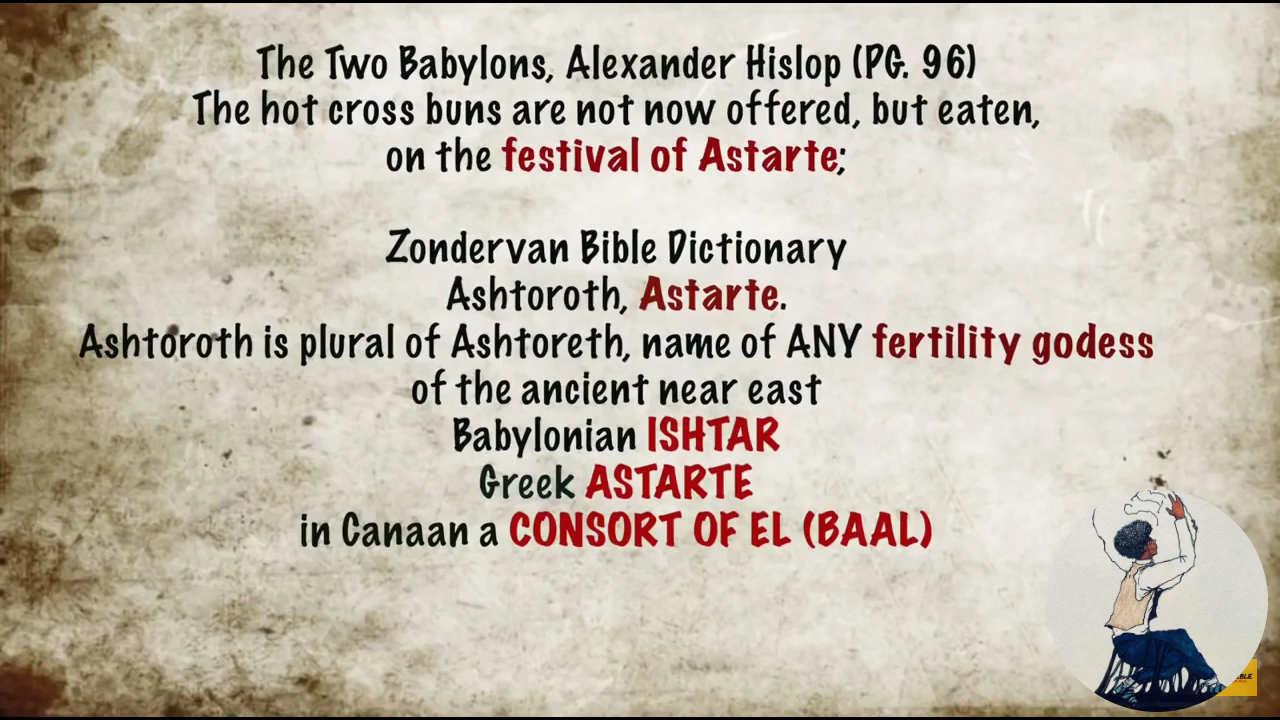 The Two Babylons, Alexander Hislop (PG. 96)
The hot cross buns are not now offered, but eaten,
on the festival of Astarte;
Zondervan Bible Dictionary
Ashtoroth, Astarte.
Ashtoroth is plural of Ashtoreth, name of ANY fertility godess
of the ancient near east
Babylonian ISHTAR
Greek ASTARTE
in Canaan a CONSORT OF EL (BAAL)